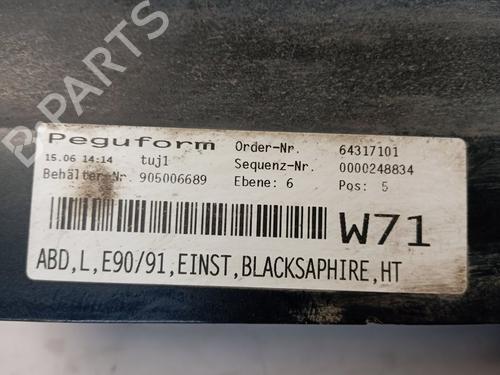 Peguform Order-Nr. 64317101
15.06 14:14 tuj1 Sequenz-Nr. 0000248834
Behälter-Nr. 905006689 Ebene: 6 Pos: 5
W71
ABD,L,E90/91,EINST,BLACKSAPHIRE,HT
B-PARTS